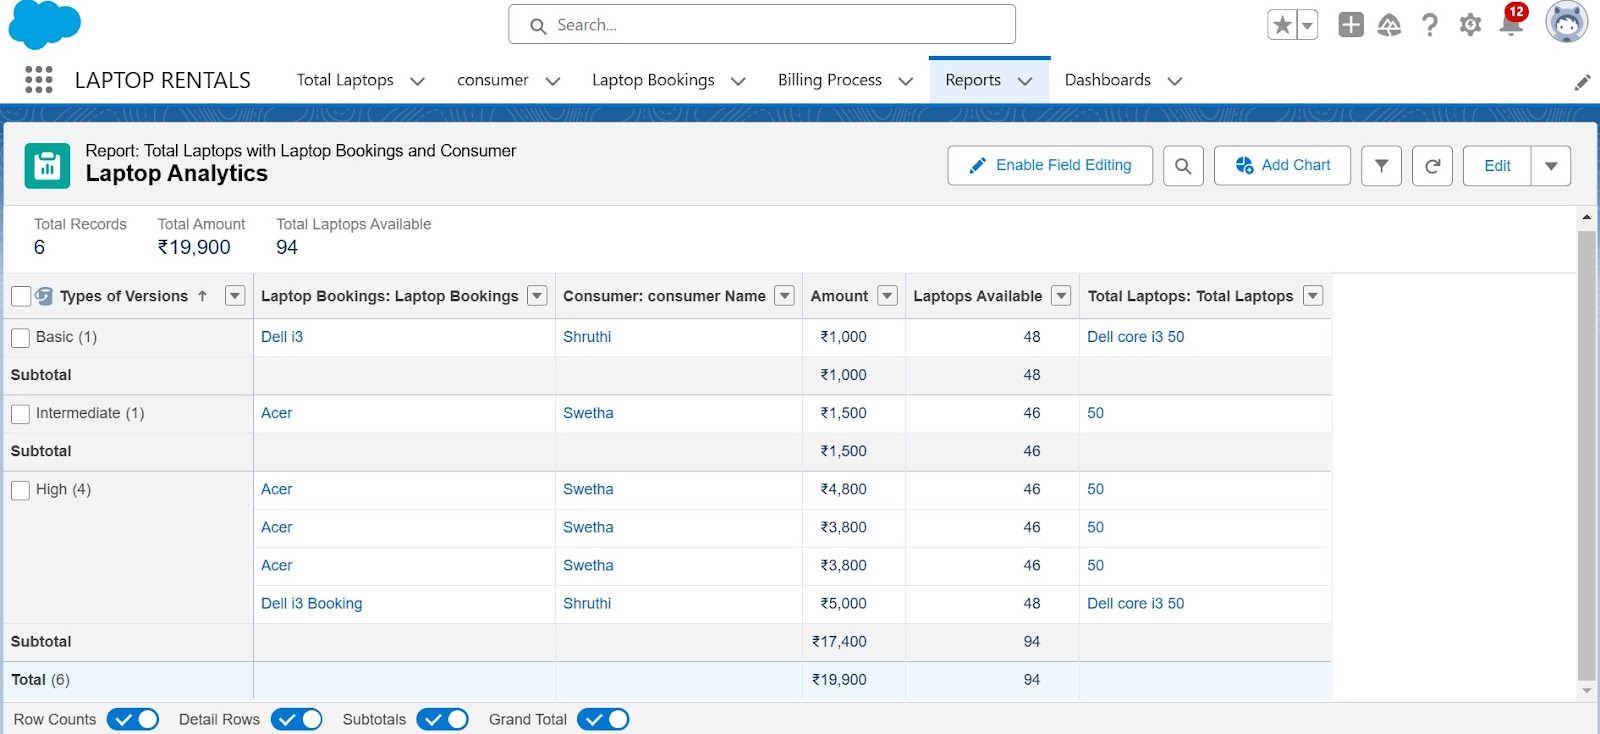 Search...
12
LAPTOP RENTALS Total Laptops consumer Laptop Bookings Billing Process Reports Dashboards
Report: Total Laptops with Laptop Bookings and Consumer
Laptop Analytics
Enable Field Editing Add Chart Edit
Total Records Total Amount Total Laptops Available
6 ₹19,900 94
Types of Versions ↑ Laptop Bookings: Laptop Bookings Consumer: consumer Name Amount Laptops Available Total Laptops: Total Laptops
Basic (1) Dell i3 Shruthi ₹1,000 48 Dell core i3 50
Subtotal ₹1,000 48
Intermediate (1) Acer Swetha ₹1,500 46 50
Subtotal ₹1,500 46
High (4) Acer Swetha ₹4,800 46 50
Acer Swetha ₹3,800 46 50
Acer Swetha ₹3,800 46 50
Dell i3 Booking Shruthi ₹5,000 48 Dell core i3 50
Subtotal ₹17,400 94
Total (6) ₹19,900 94
Row Counts Detail Rows Subtotals Grand Total